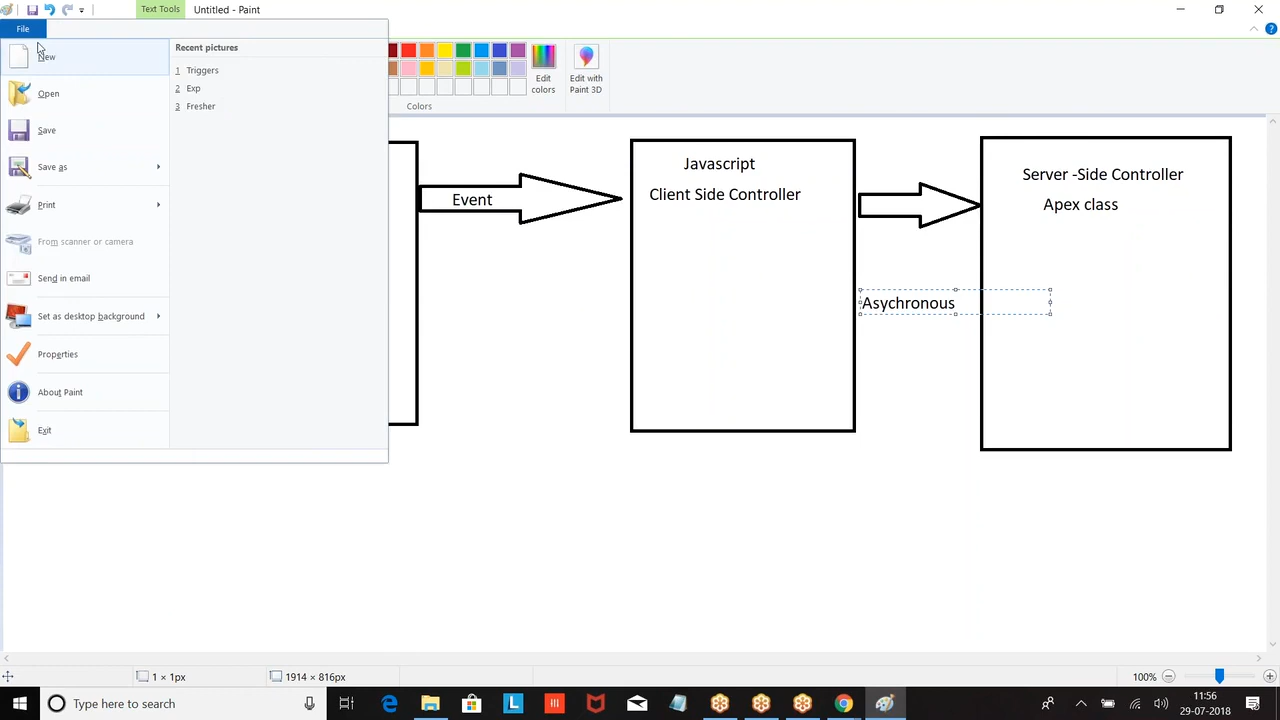 Text Tools
Untitled - Paint
File
New
Open
Save
Save as
Print
From scanner or camera
Send in email
Set as desktop background
Properties
About Paint
Exit
Recent pictures
1 Triggers
2 Exp
3 Fresher
Edit colors
Edit with Paint 3D
Colors
Event
Javascript
Client Side Controller
Server -Side Controller
Apex class
Asychronous
1 × 1px
1914 × 816px
100%
Type here to search
11:56
29-07-2018